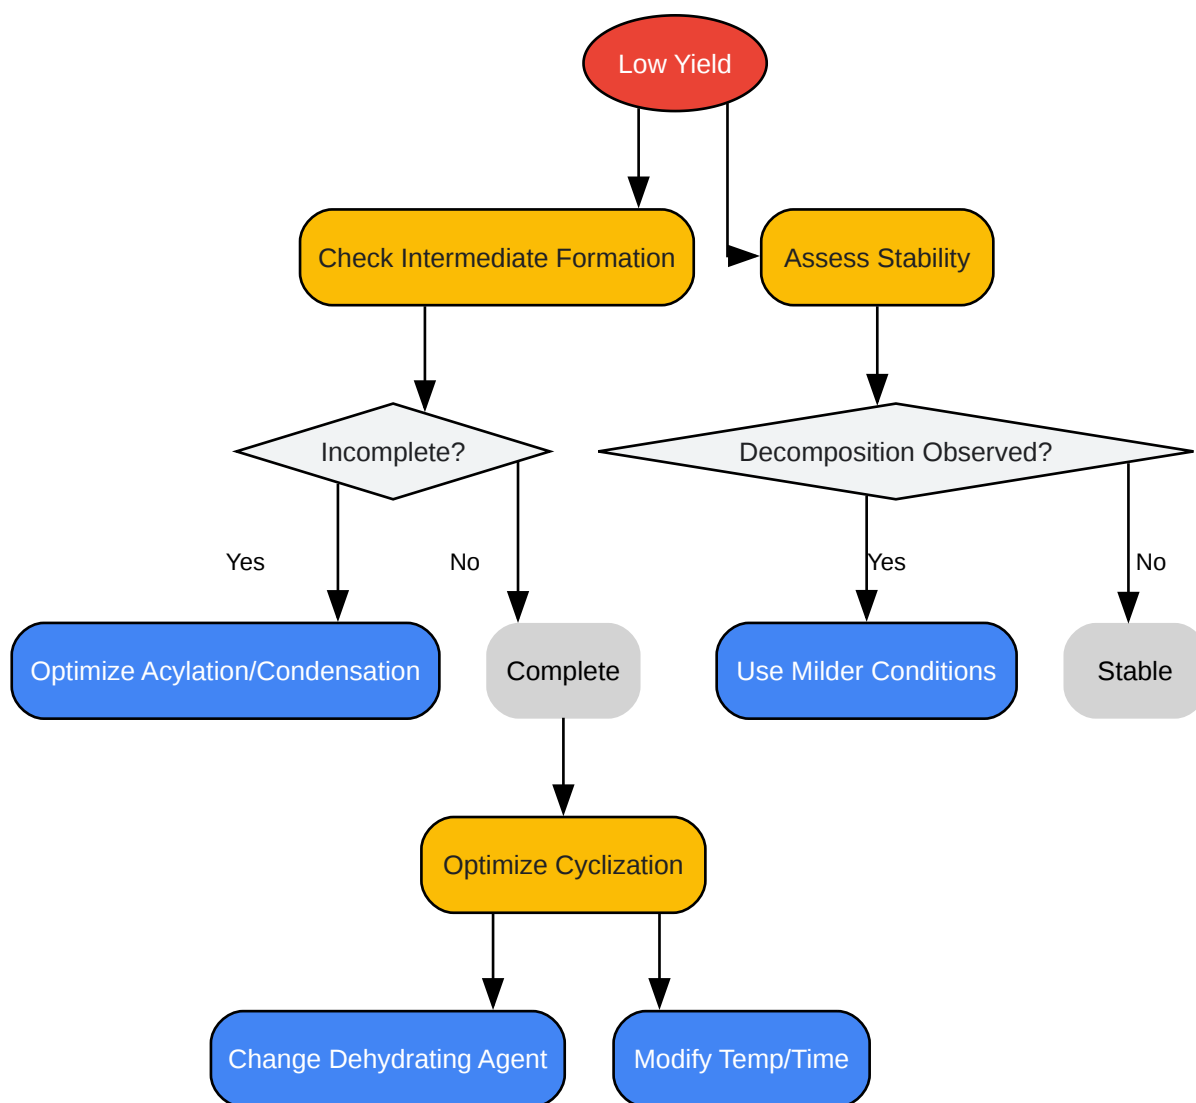 Low Yield
Check Intermediate Formation
Assess Stability
Incomplete?
Decomposition Observed?
Yes
No
Yes
No
Optimize Acylation/Condensation
Complete
Use Milder Conditions
Stable
Optimize Cyclization
Change Dehydrating Agent
Modify Temp/Time